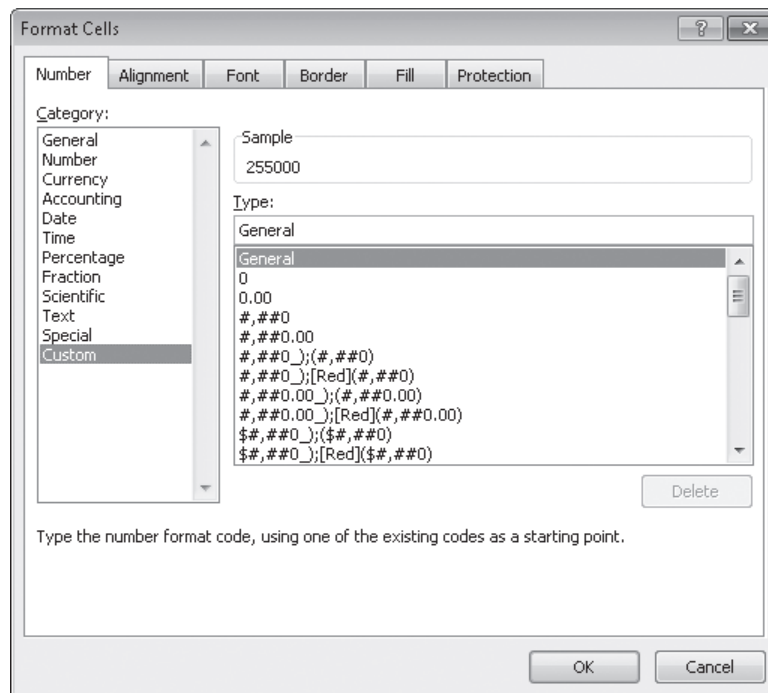 Format Cells
Number
Alignment
Font
Border
Fill
Protection
Category:
General
Number
Currency
Accounting
Date
Time
Percentage
Fraction
Scientific
Text
Special
Custom
Sample
255000
Type:
General
General
0
0.00
#,##0
#,##0.00
#,##0_);(#,##0)
#,##0_);[Red](#,##0)
#,##0.00_);(#,##0.00)
#,##0.00_);[Red](#,##0.00)
$#,##0_);($#,##0)
$#,##0_);[Red]($#,##0)
Delete
Type the number format code, using one of the existing codes as a starting point.
OK
Cancel